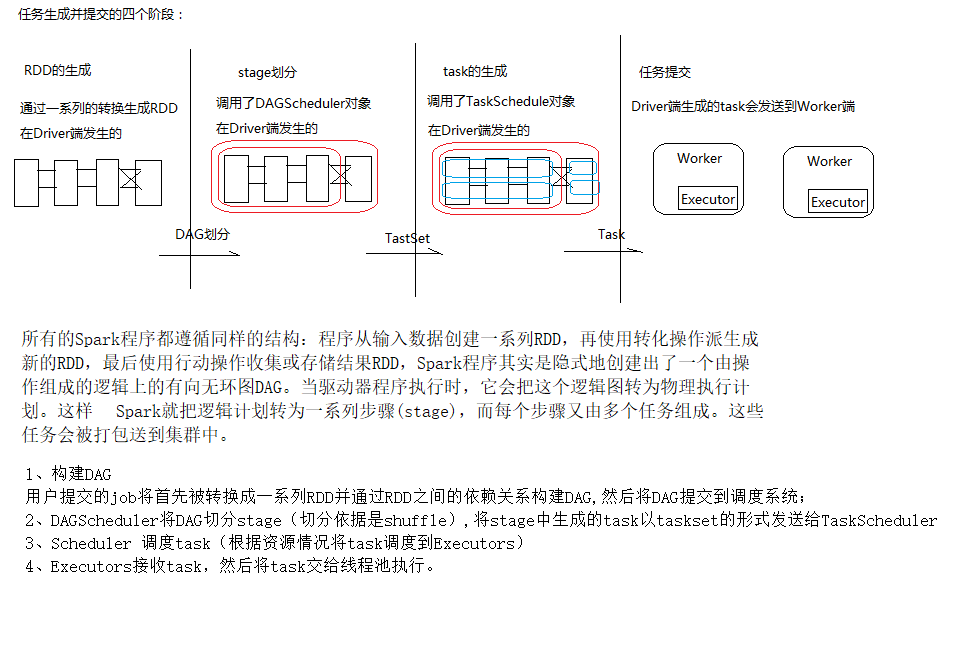 任务生成并提交的四个阶段：
RDD的生成
通过一系列的转换生成RDD
在Driver端发生的
stage划分
调用了DAGScheduler对象
在Driver端发生的
task的生成
调用了TaskSchedule对象
在Driver端发生的
任务提交
Driver端生成的task会发送到Worker端
Worker
Executor
Worker
Executor
DAG划分
TastSet
Task
所有的Spark程序都遵循同样的结构：程序从输入数据创建一系列RDD，再使用转化操作派生成
新的RDD，最后使用行动操作收集或存储结果RDD，Spark程序其实是隐式地创建出了一个由操
作组成的逻辑上的有向无环图DAG。当驱动器程序执行时，它会把这个逻辑图转为物理执行计
划。这样 Spark就把逻辑计划转为一系列步骤(stage)，而每个步骤又由多个任务组成。这些
任务会被打包送到集群中。
1、构建DAG
用户提交的job将首先被转换成一系列RDD并通过RDD之间的依赖关系构建DAG,然后将DAG提交到调度系统；
2、DAGScheduler将DAG切分stage（切分依据是shuffle）,将stage中生成的task以taskset的形式发送给TaskScheduler
3、Scheduler 调度task（根据资源情况将task调度到Executors）
4、Executors接收task，然后将task交给线程池执行。